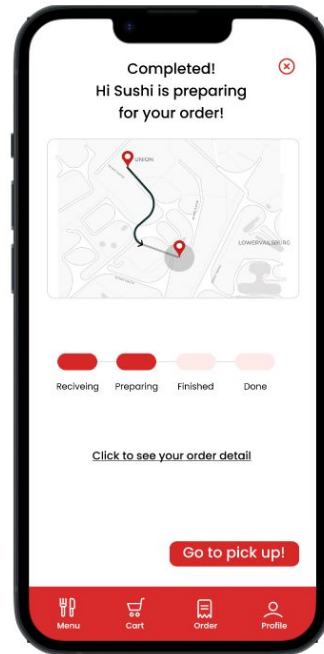 Completed!
Hi Sushi is preparing
for your order!
UNION
LOWERVAILSBURG
Reciveing Preparing Finished Done
Click to see your order detail
Go to pick up!
Menu Cart Order Profile